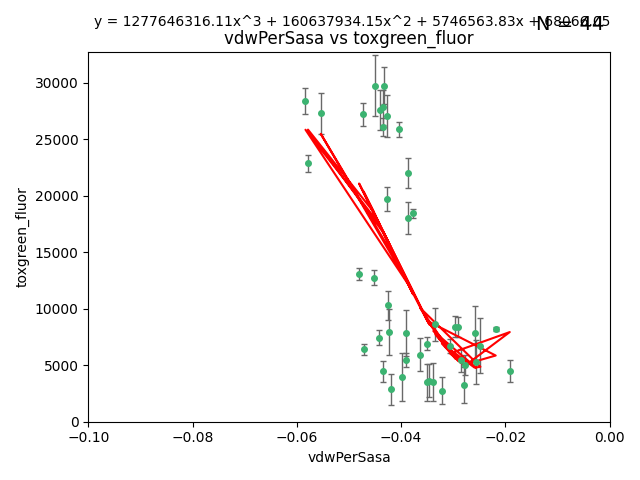 y = 1277646316.11x^3 + 160637934.15x^2 + 5746563.83x + 68066.05
N = 44
vdwPerSasa vs toxgreen_fluor
30000
25000
20000
15000
10000
5000
0
toxgreen_fluor
−0.10
−0.08
−0.06
−0.04
−0.02
0.00
vdwPerSasa